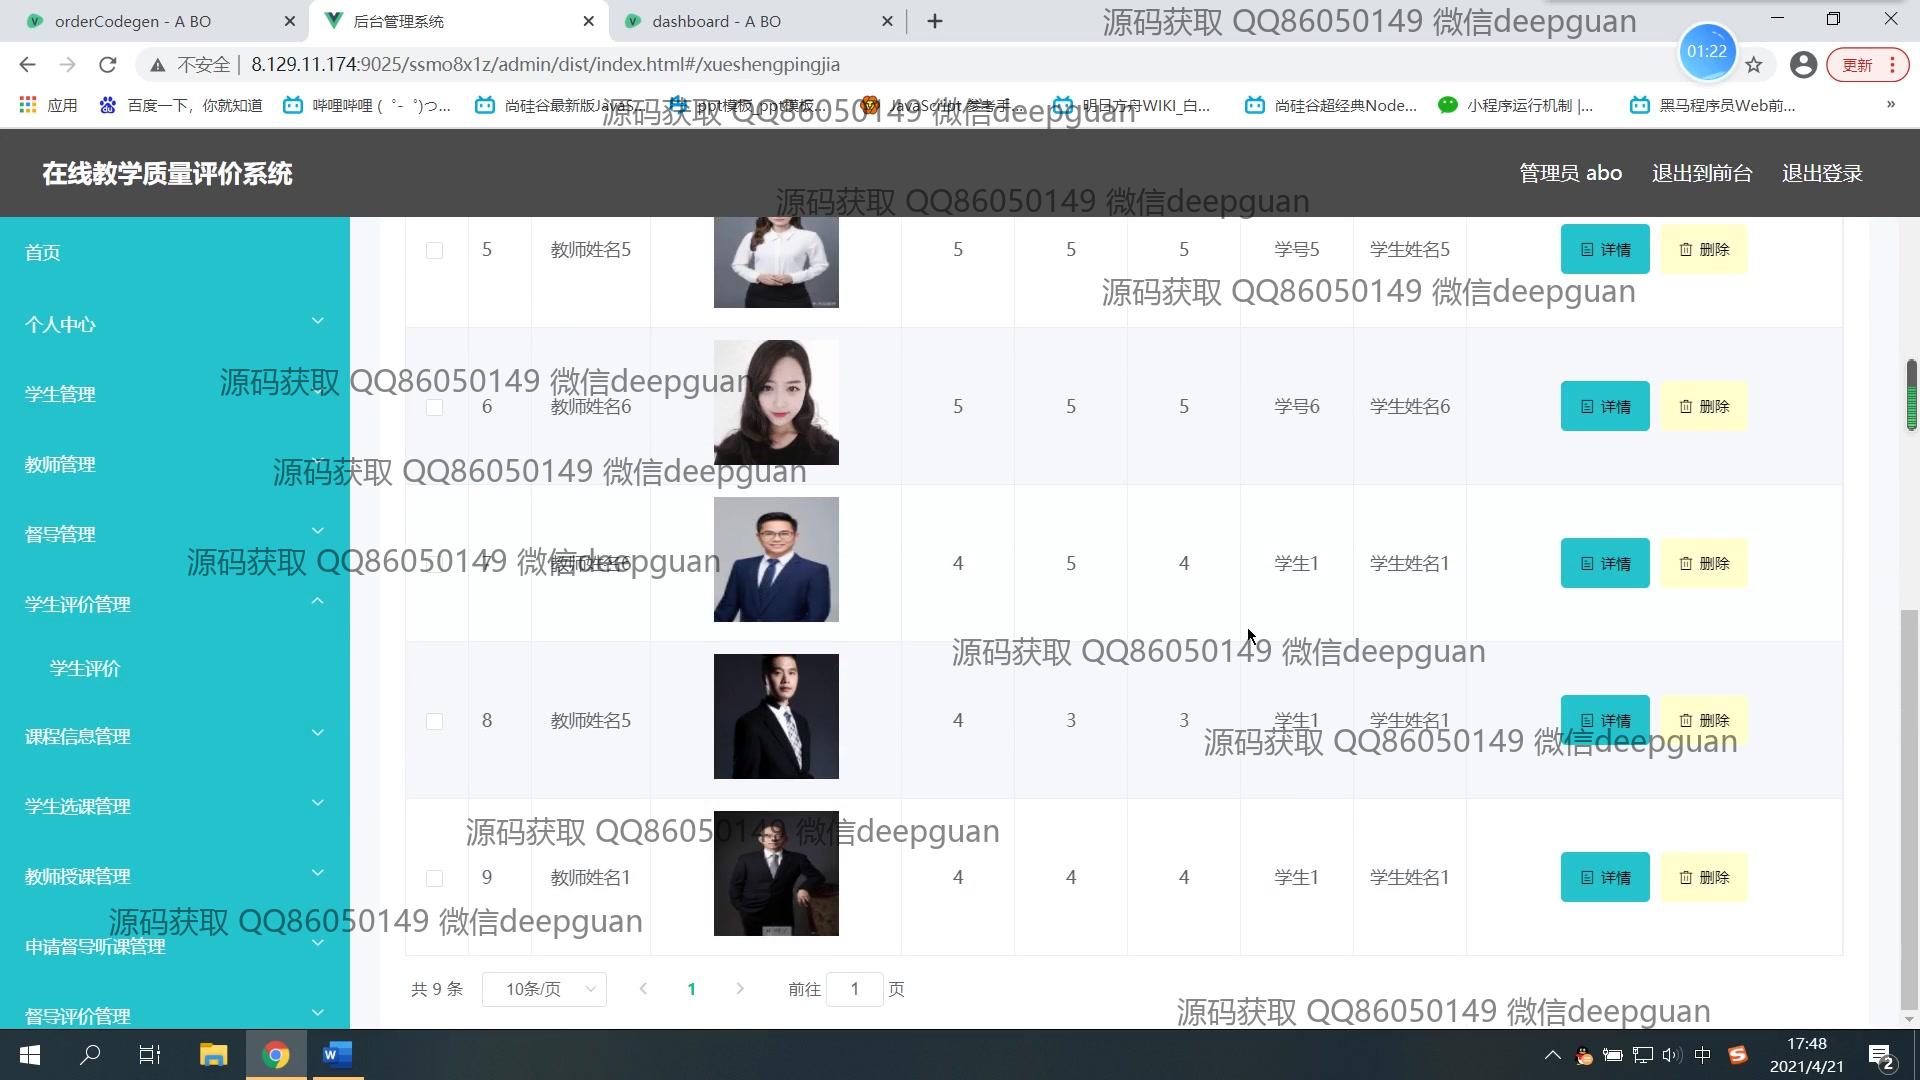 orderCodegen - A BO
后台管理系统
dashboard - A BO
源码获取 QQ86050149 微信deepguan
01:22
不安全
8.129.11.174:9025/ssmo8x1z/admin/dist/index.html#/xueshengpingjia
更新
应用
百度一下，你就知道
哔哩哔哩 ( ゜- ゜)つ...
尚硅谷最新版JavaS...
ppt模板_ppt模板...
JavaScript 参考手...
明日方舟WIKI_白...
尚硅谷超经典Node...
小程序运行机制 |...
黑马程序员Web前...
»
源码获取 QQ86050149 微信deepguan
在线教学质量评价系统
管理员 abo
退出到前台
退出登录
源码获取 QQ86050149 微信deepguan
首页
5 教师姓名5 5 5 5 学号5 学生姓名5 详情 删除
源码获取 QQ86050149 微信deepguan
个人中心
学生管理
源码获取 QQ86050149 微信deepguan
6 教师姓名6 5 5 5 学号6 学生姓名6 详情 删除
教师管理
源码获取 QQ86050149 微信deepguan
督导管理
源码获取 QQ86050149 微信deepguan
7 教师姓名6 4 5 4 学生1 学生姓名1 详情 删除
学生评价管理
学生评价
源码获取 QQ86050149 微信deepguan
8 教师姓名5 4 3 3 学生1 学生姓名1 详情 删除
源码获取 QQ86050149 微信deepguan
课程信息管理
学生选课管理
源码获取 QQ86050149 微信deepguan
教师授课管理
9 教师姓名1 4 4 4 学生1 学生姓名1 详情 删除
源码获取 QQ86050149 微信deepguan
申请督导听课管理
共 9 条 10条/页 1 前往 1 页
督导评价管理
源码获取 QQ86050149 微信deepguan
中
17:48
2021/4/21
2